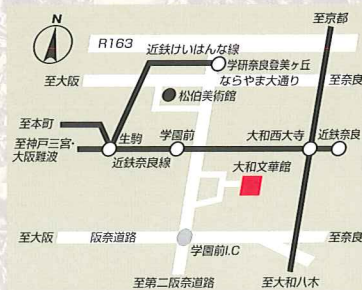 N
至京都
R163
近鉄けいはんな線
学研奈良登美ヶ丘
至大阪
ならやま大通り
至奈良
松伯美術館
至本町
生駒
学園前
大和西大寺
近鉄奈良
至神戸三宮・
大阪難波
近鉄奈良線
大和文華館
至大阪
阪奈道路
至奈良
学園前I.C
至第二阪奈道路
至大和八木